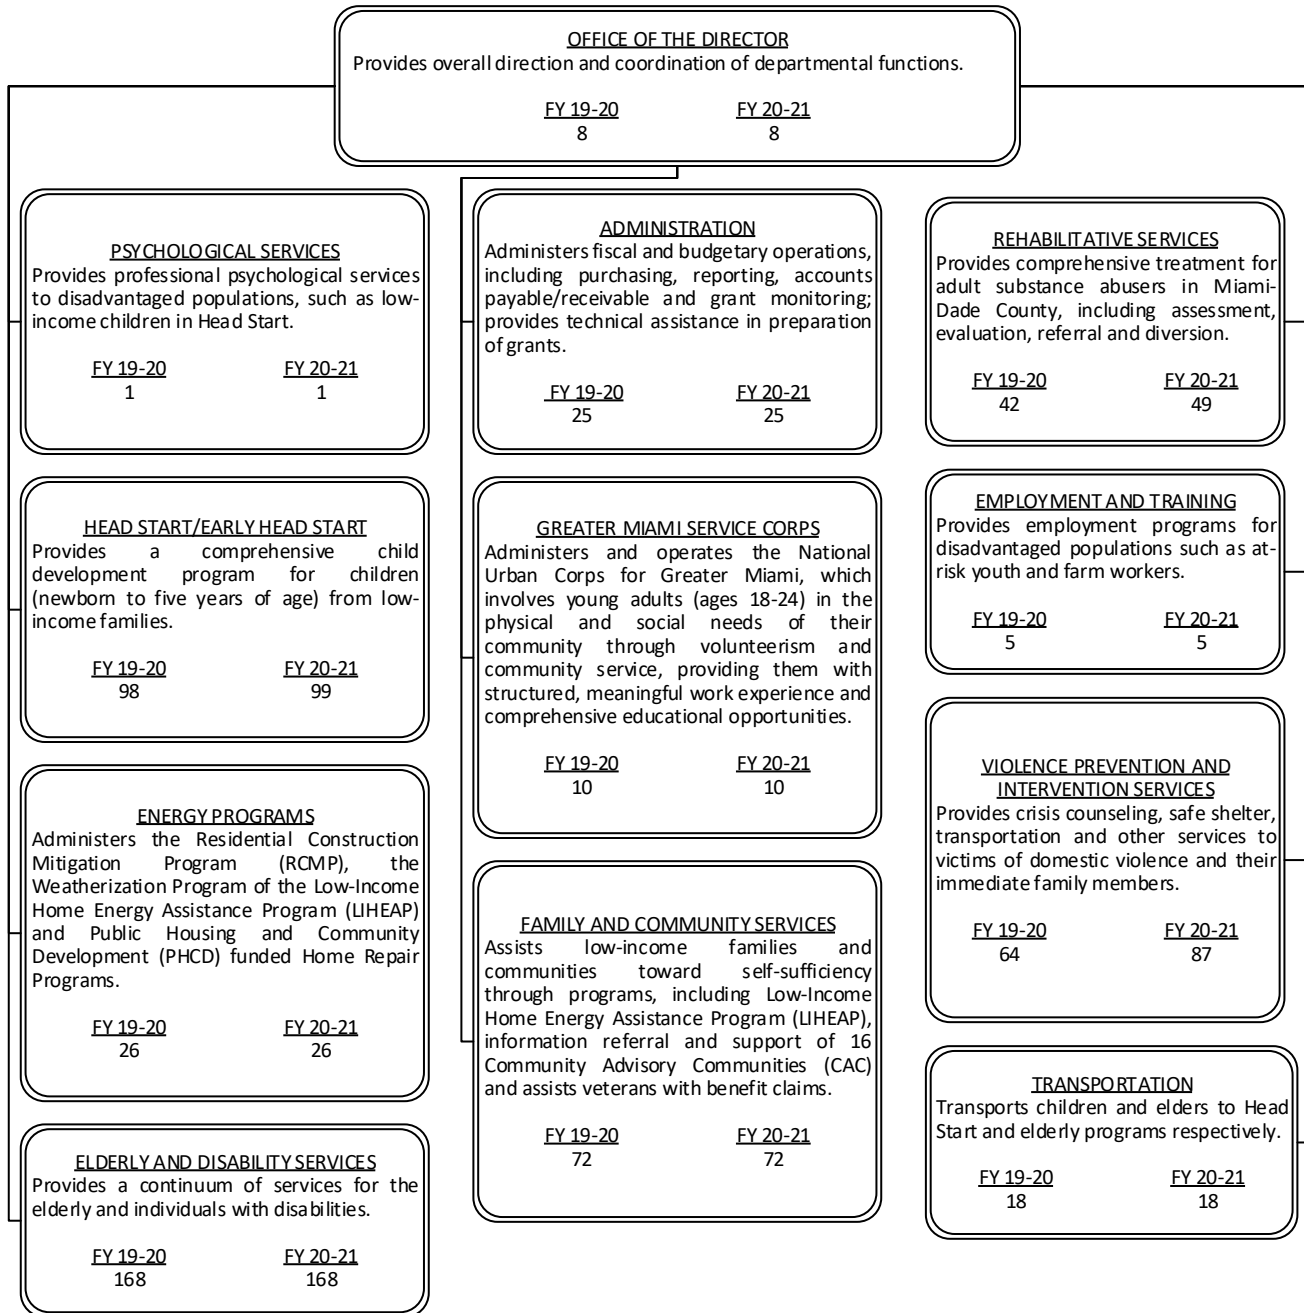 OFFICE OF THE DIRECTOR
Provides overall direction and coordination of departmental functions.
FY 19-20 FY 20-21
8 8
PSYCHOLOGICAL SERVICES
Provides professional psychological services
to disadvantaged populations, such as low-
income children in Head Start.
FY 19-20 FY 20-21
1 1
HEAD START/EARLY HEAD START
Provides a comprehensive child
development program for children
(newborn to five years of age) from low-
income families.
FY 19-20 FY 20-21
98 99
ENERGY PROGRAMS
Administers the Residential Construction
Mitigation Program (RCMP), the
Weatherization Program of the Low-Income
Home Energy Assistance Program (LIHEAP)
and Public Housing and Community
Development (PHCD) funded Home Repair
Programs.
FY 19-20 FY 20-21
26 26
ELDERLY AND DISABILITY SERVICES
Provides a continuum of services for the
elderly and individuals with disabilities.
FY 19-20 FY 20-21
168 168
ADMINISTRATION
Administers fiscal and budgetary operations,
including purchasing, reporting, accounts
payable/receivable and grant monitoring;
provides technical assistance in preparation
of grants.
FY 19-20 FY 20-21
25 25
GREATER MIAMI SERVICE CORPS
Administers and operates the National
Urban Corps for Greater Miami, which
involves young adults (ages 18-24) in the
physical and social needs of their
community through volunteerism and
community service, providing them with
structured, meaningful work experience and
comprehensive educational opportunities.
FY 19-20 FY 20-21
10 10
FAMILY AND COMMUNITY SERVICES
Assists low-income families and
communities toward self-sufficiency
through programs, including Low-Income
Home Energy Assistance Program (LIHEAP),
information referral and support of 16
Community Advisory Communities (CAC)
and assists veterans with benefit claims.
FY 19-20 FY 20-21
72 72
REHABILITATIVE SERVICES
Provides comprehensive treatment for
adult substance abusers in Miami-
Dade County, including assessment,
evaluation, referral and diversion.
FY 19-20 FY 20-21
42 49
EMPLOYMENT AND TRAINING
Provides employment programs for
disadvantaged populations such as at-
risk youth and farm workers.
FY 19-20 FY 20-21
5 5
VIOLENCE PREVENTION AND
INTERVENTION SERVICES
Provides crisis counseling, safe shelter,
transportation and other services to
victims of domestic violence and their
immediate family members.
FY 19-20 FY 20-21
64 87
TRANSPORTATION
Transports children and elders to Head
Start and elderly programs respectively.
FY 19-20 FY 20-21
18 18